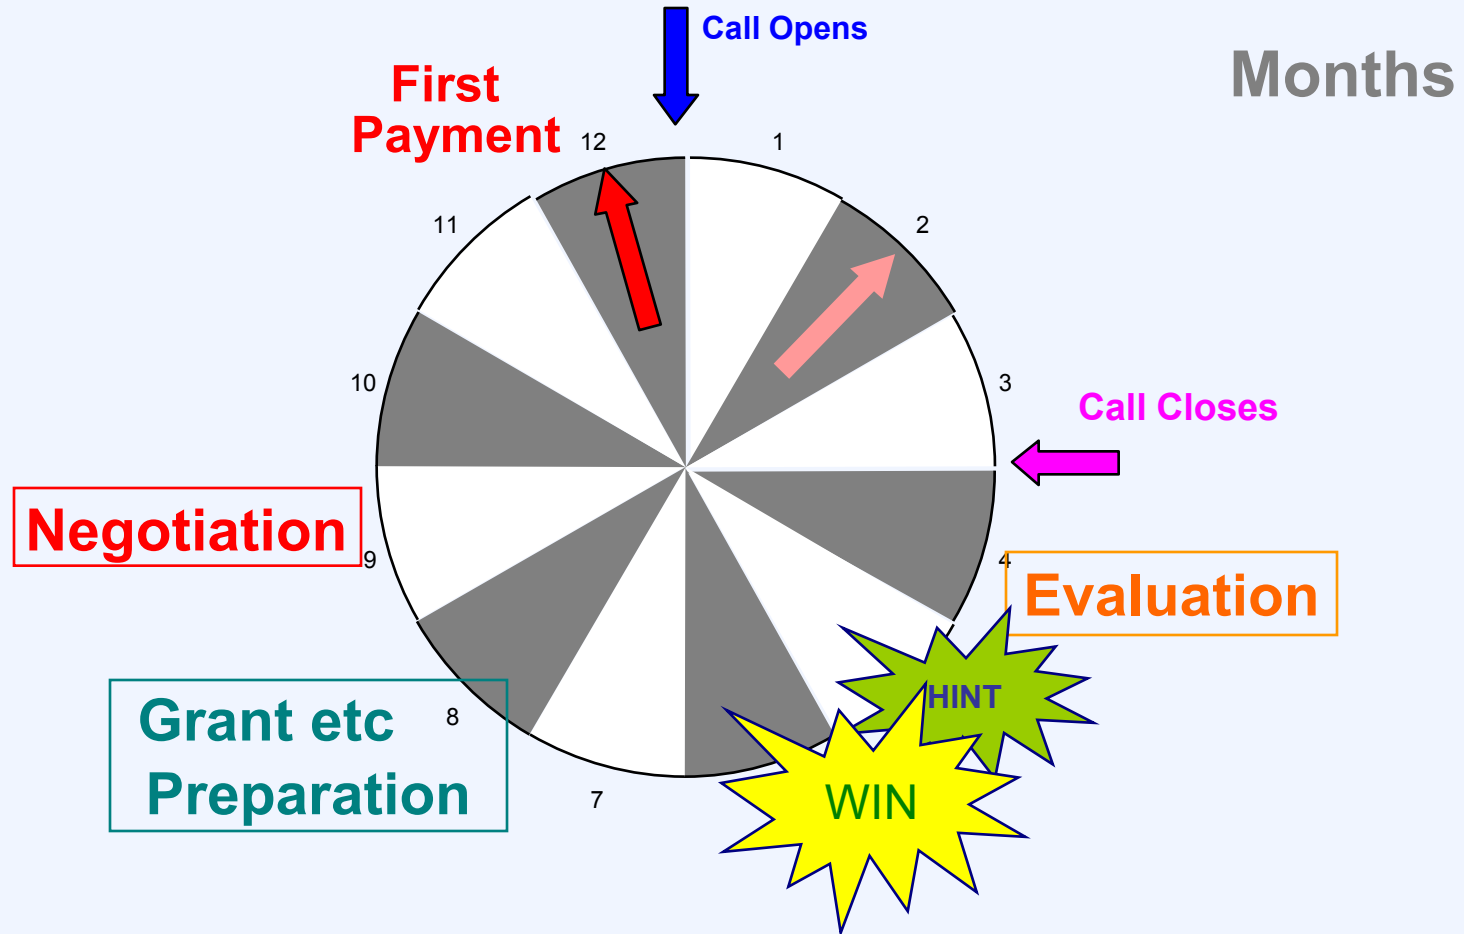 Call Opens
Months
First
Payment
12
1
11
2
10
3
Call Closes
Negotiation
9
4
Evaluation
HINT
Grant etc
Preparation
8
7
WIN